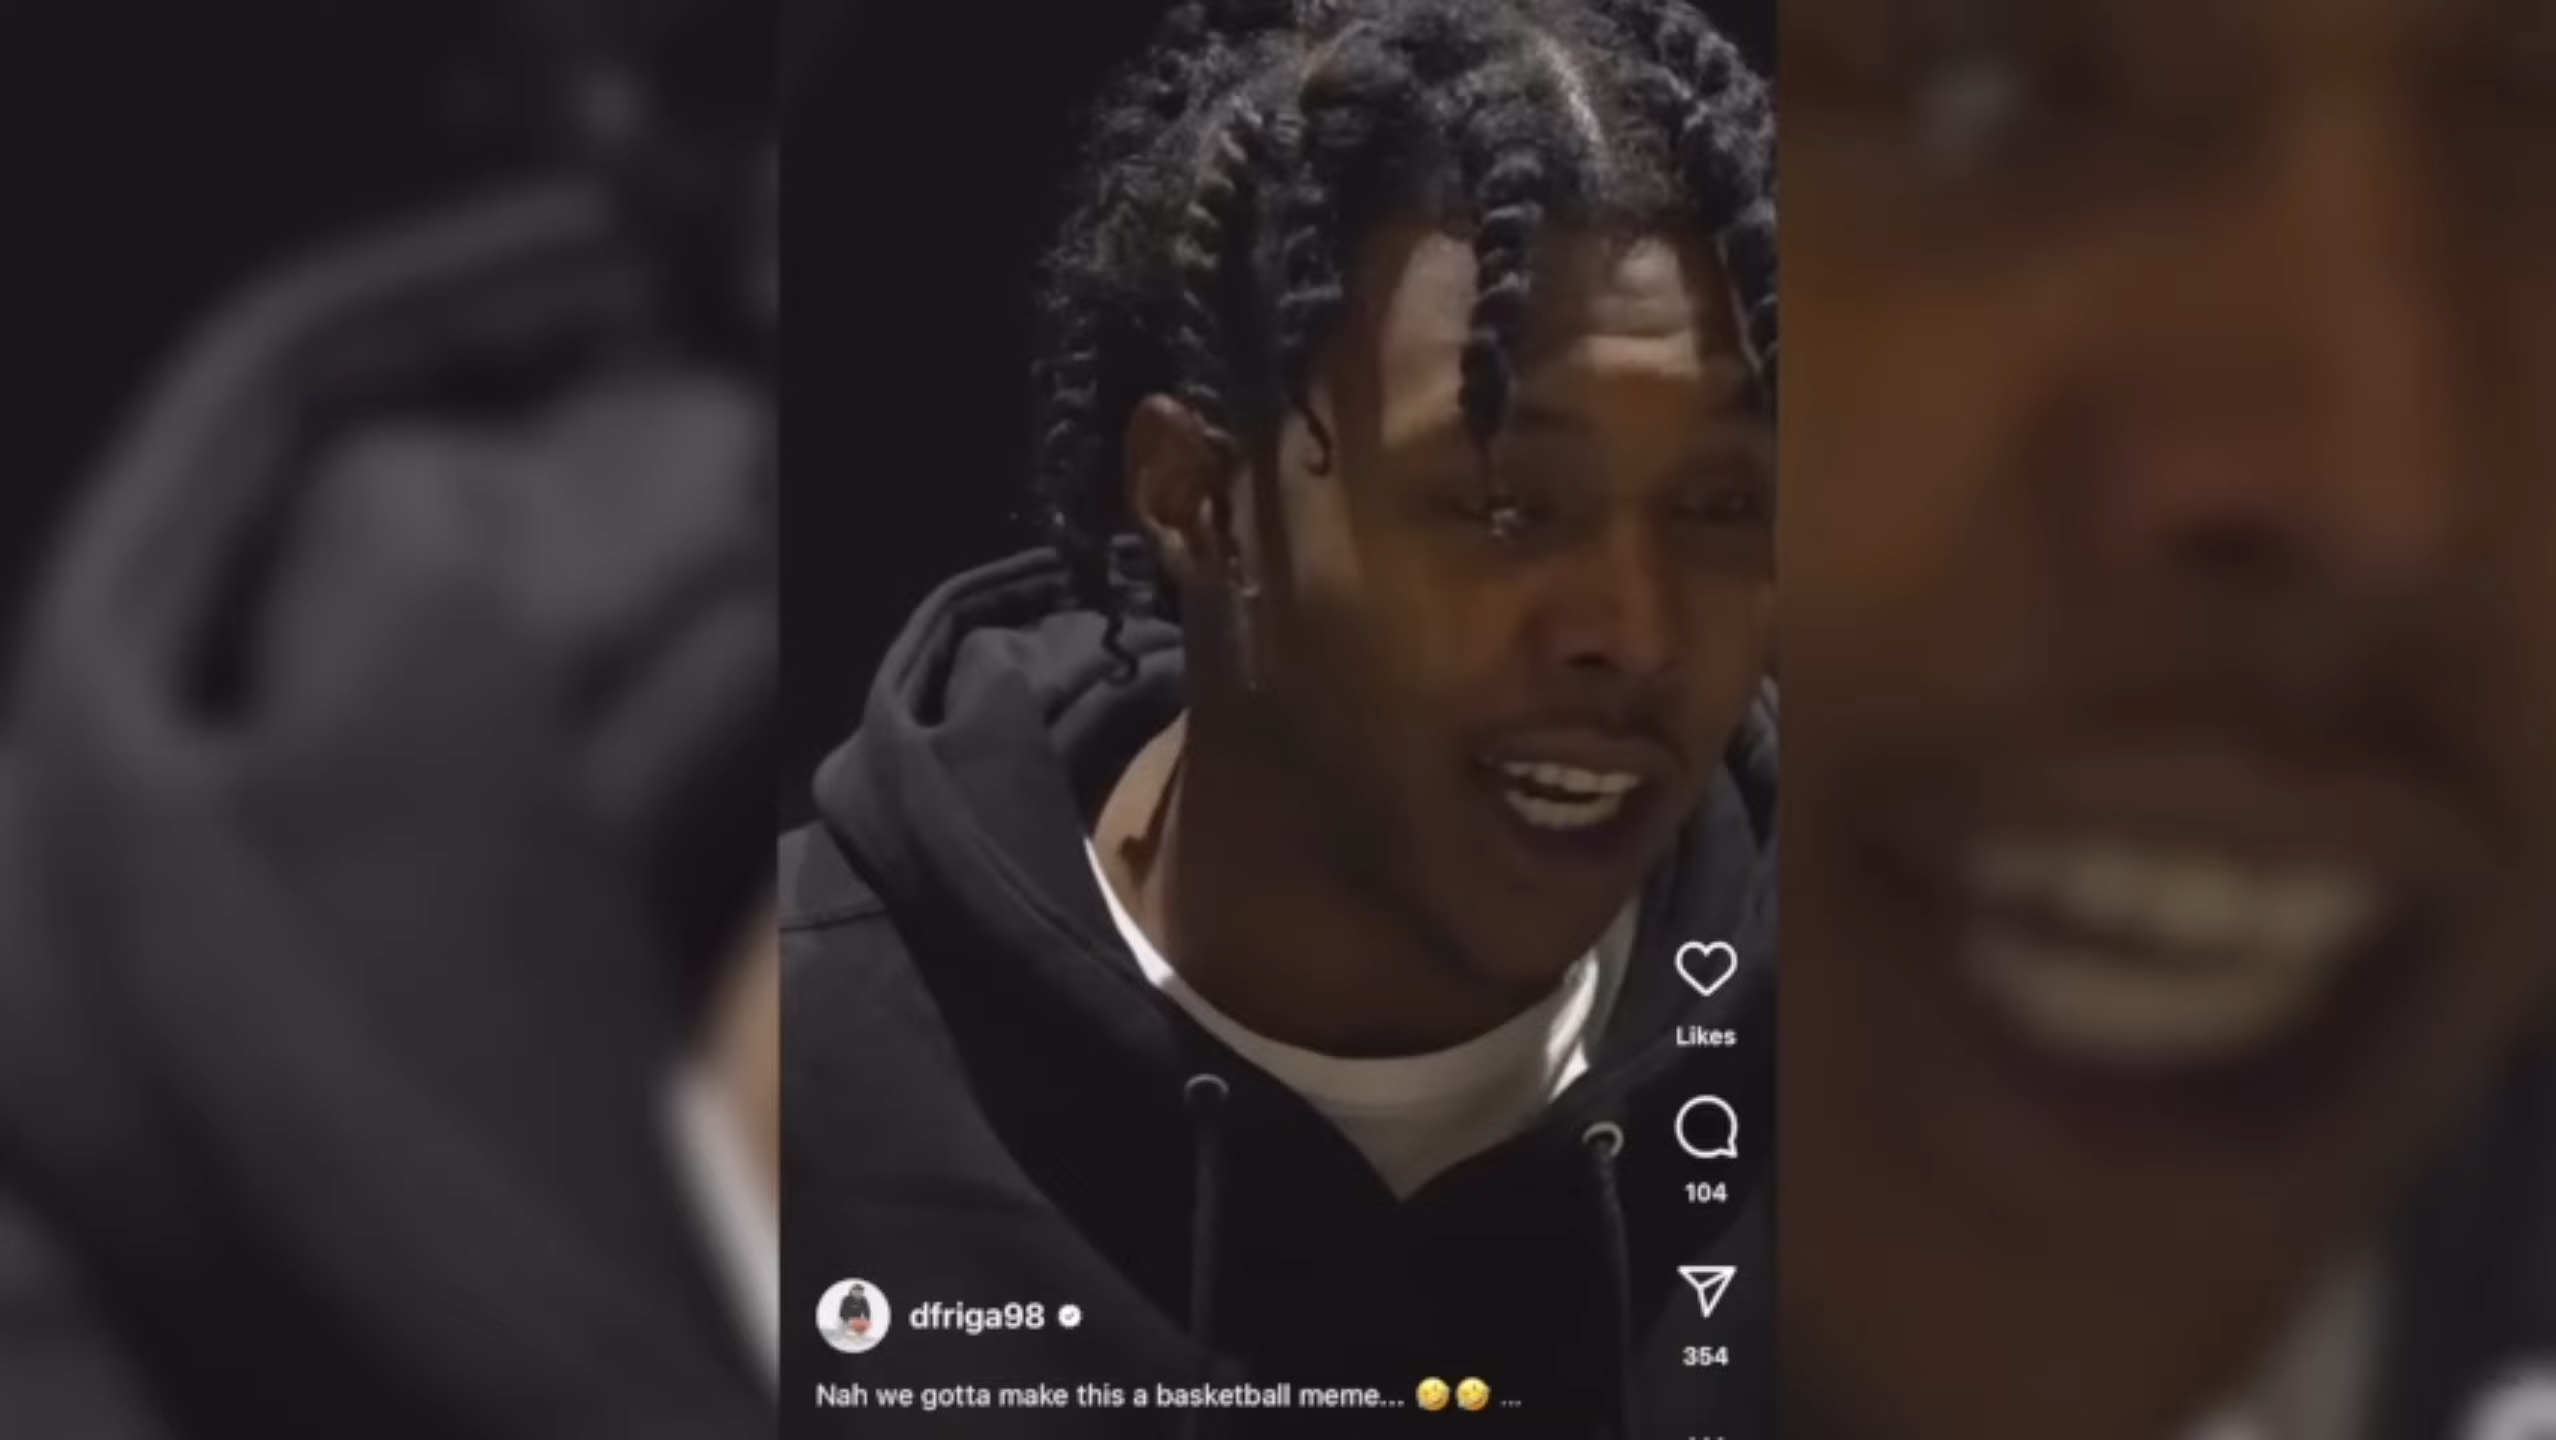 Likes
104
354
dfriga98
Nah we gotta make this a basketball meme... 🤣🤣 ...